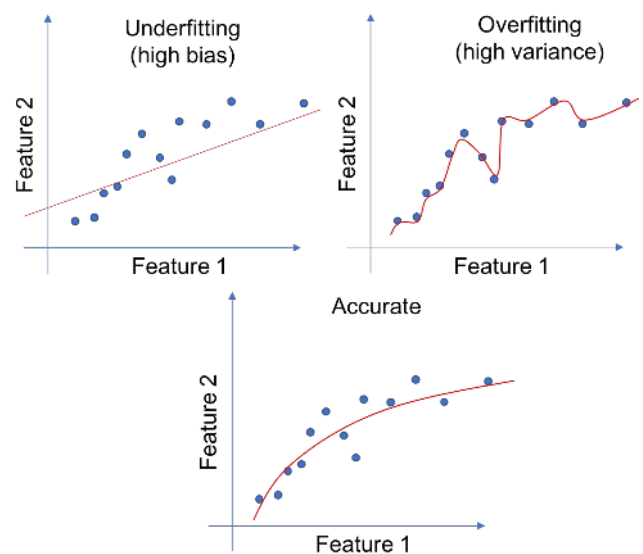 Underfitting
(high bias)
Feature 2
Feature 1
Overfitting
(high variance)
Feature 2
Feature 1
Accurate
Feature 2
Feature 1